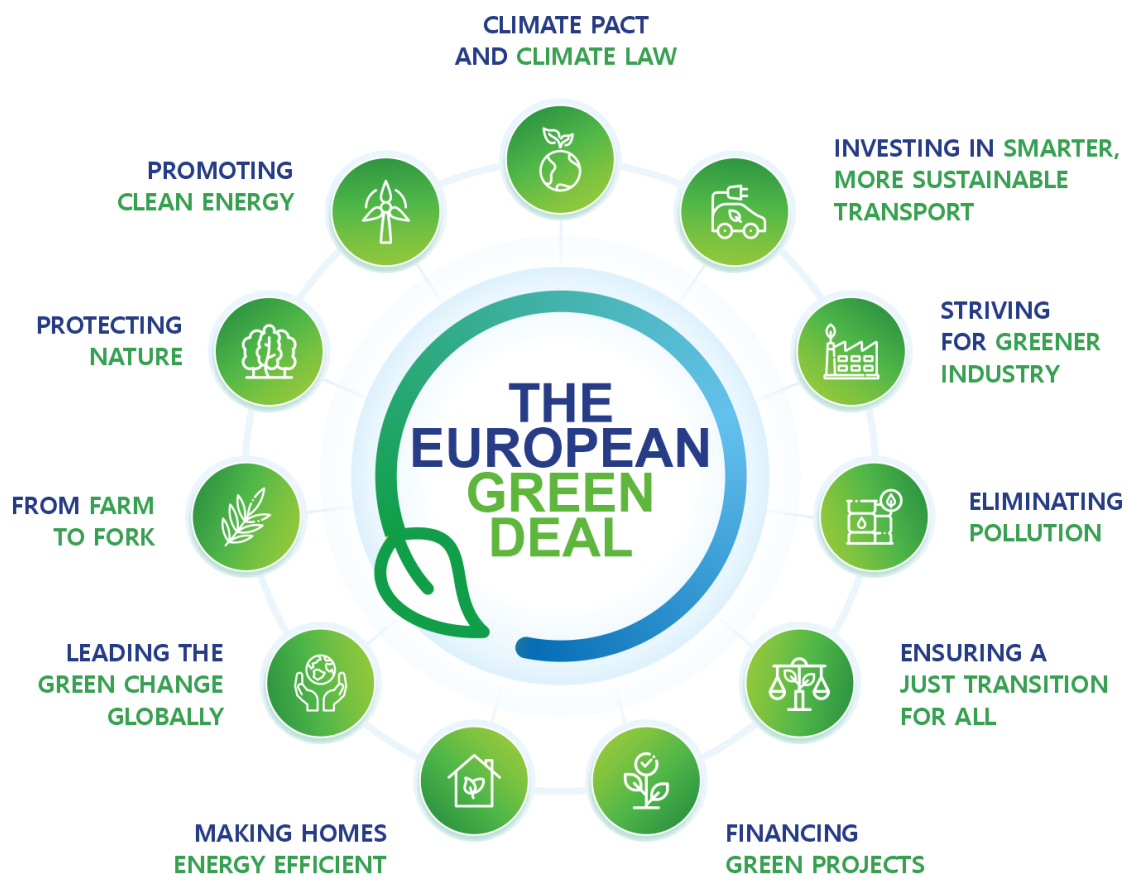 CLIMATE PACT
AND CLIMATE LAW
INVESTING IN SMARTER,
MORE SUSTAINABLE
TRANSPORT
STRIVING
FOR GREENER
INDUSTRY
ELIMINATING
POLLUTION
ENSURING A
JUST TRANSITION
FOR ALL
FINANCING
GREEN PROJECTS
MAKING HOMES
ENERGY EFFICIENT
LEADING THE
GREEN CHANGE
GLOBALLY
FROM FARM
TO FORK
PROTECTING
NATURE
PROMOTING
CLEAN ENERGY
THE
EUROPEAN
GREEN
DEAL